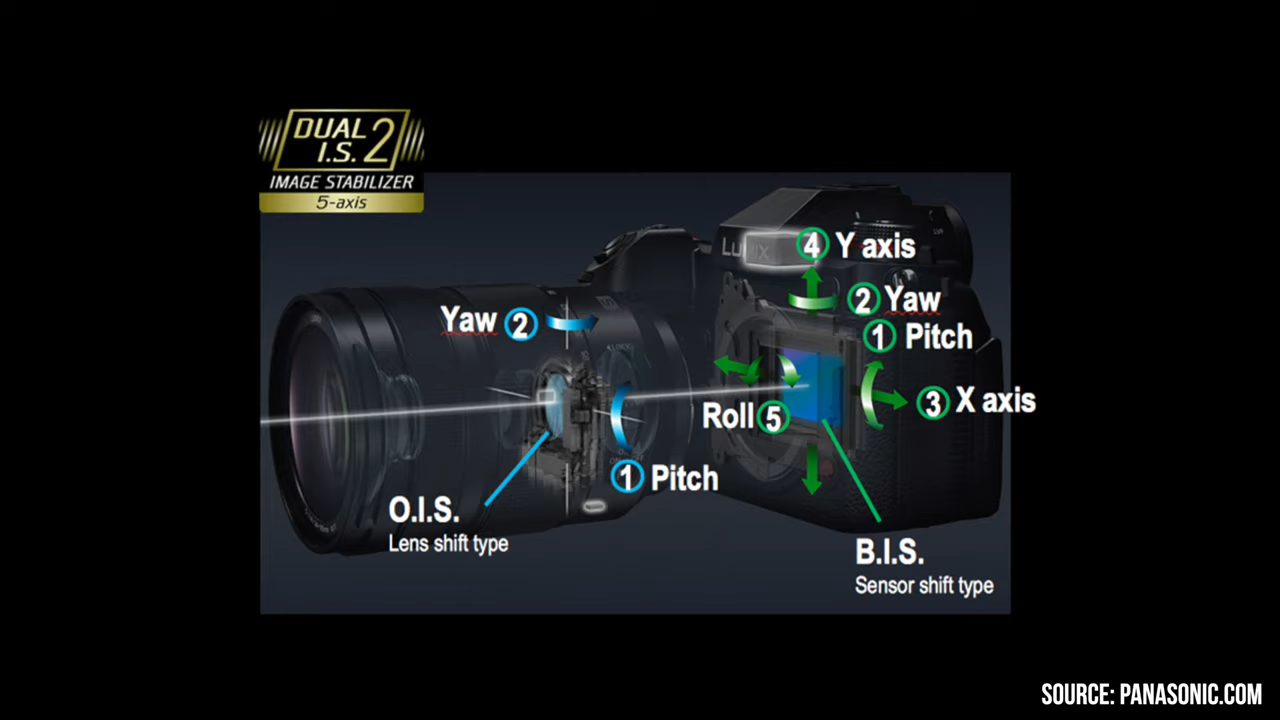 DUAL
I.S. 2
IMAGE STABILIZER
5-axis
LUMIX
4 Y axis
2 Yaw
1 Pitch
Yaw 2
3 X axis
Roll 5
1 Pitch
O.I.S.
Lens shift type
B.I.S.
Sensor shift type
SOURCE: PANASONIC.COM